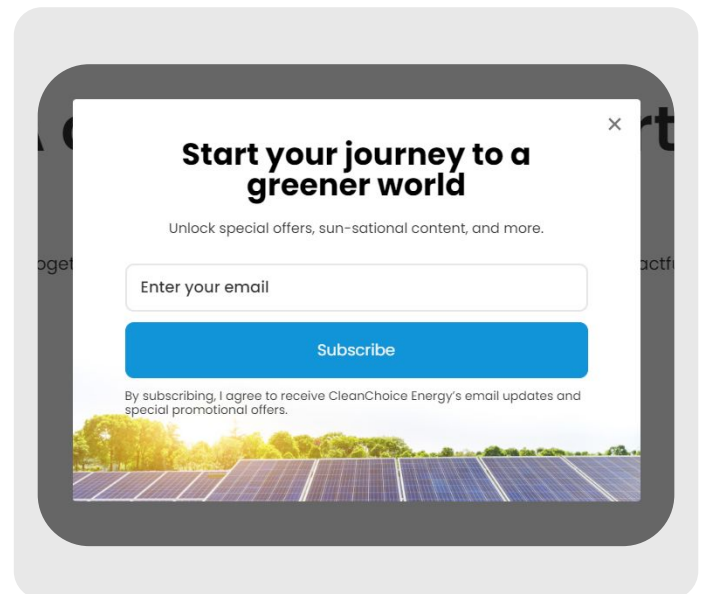 Start your journey to a
greener world
Unlock special offers, sun-sational content, and more.
Enter your email
Subscribe
By subscribing, I agree to receive CleanChoice Energy’s email updates and
special promotional offers.